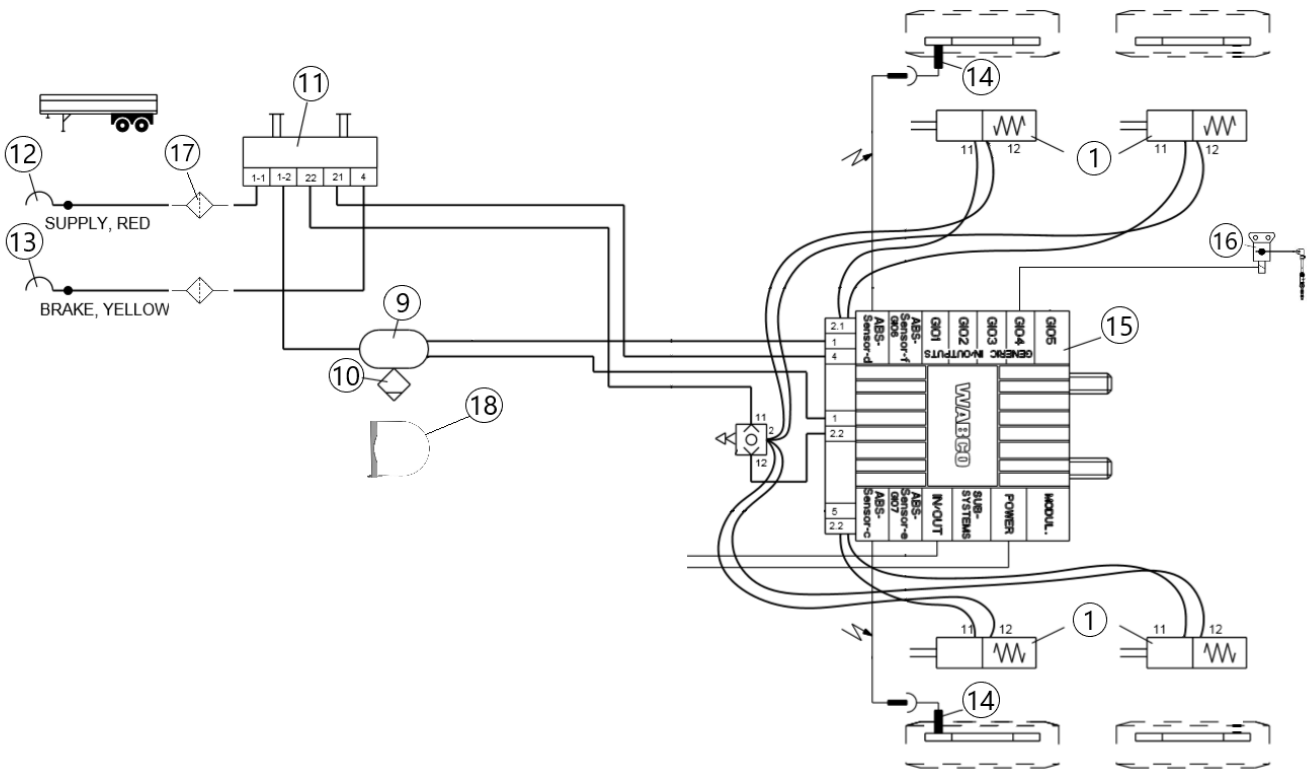 14
11
12
17
11
12
1
11
12
1-1
1-2
22
21
4
SUPPLY, RED
13
16
BRAKE, YELLOW
9
15
2.1
1
4
ABS-
Sensor-d
ABS-
Sensor-f
GIO6
GIO1
GIO2
GIO3
GIO4
GIO5
GENERIC IN/OUTPUTS
10
18
WABCO
11
2
12
1
2.2
5
2.2
ABS-
Sensor-c
ABS-
Sensor-e
GIO7
IN/OUT
SUB-
SYSTEMS
POWER
MODUL.
11
12
1
11
12
14